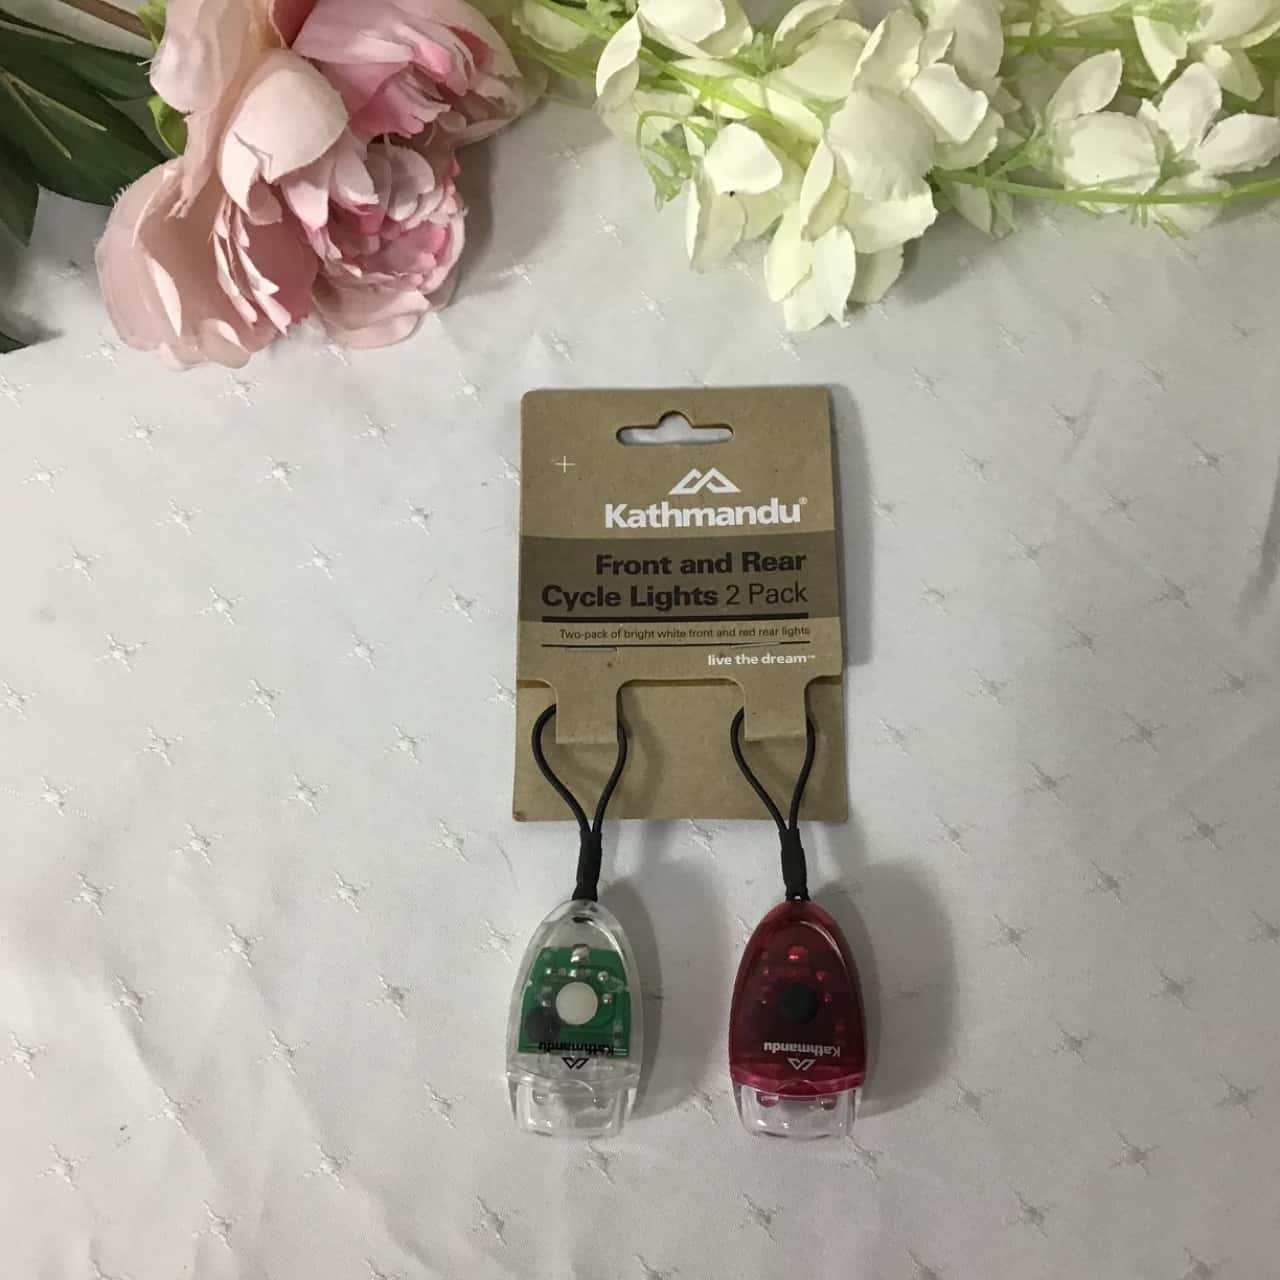 Kathmandu®
Front and Rear
Cycle Lights 2 Pack
Two-pack of bright white front and red rear lights
live the dream™
Kathmandu
Kathmandu